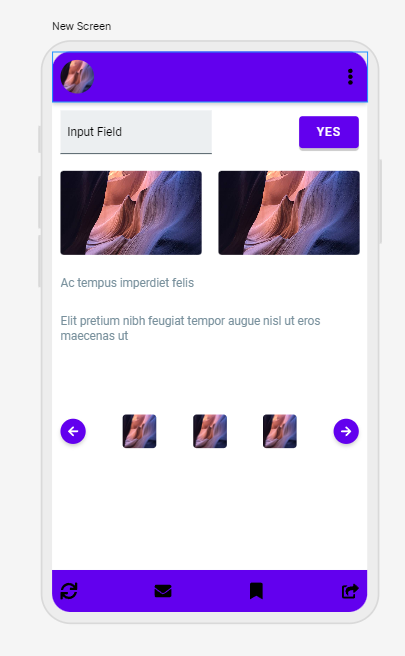 New Screen
Input Field
YES
Ac tempus imperdiet felis
Elit pretium nibh feugiat tempor augue nisl ut eros
maecenas ut